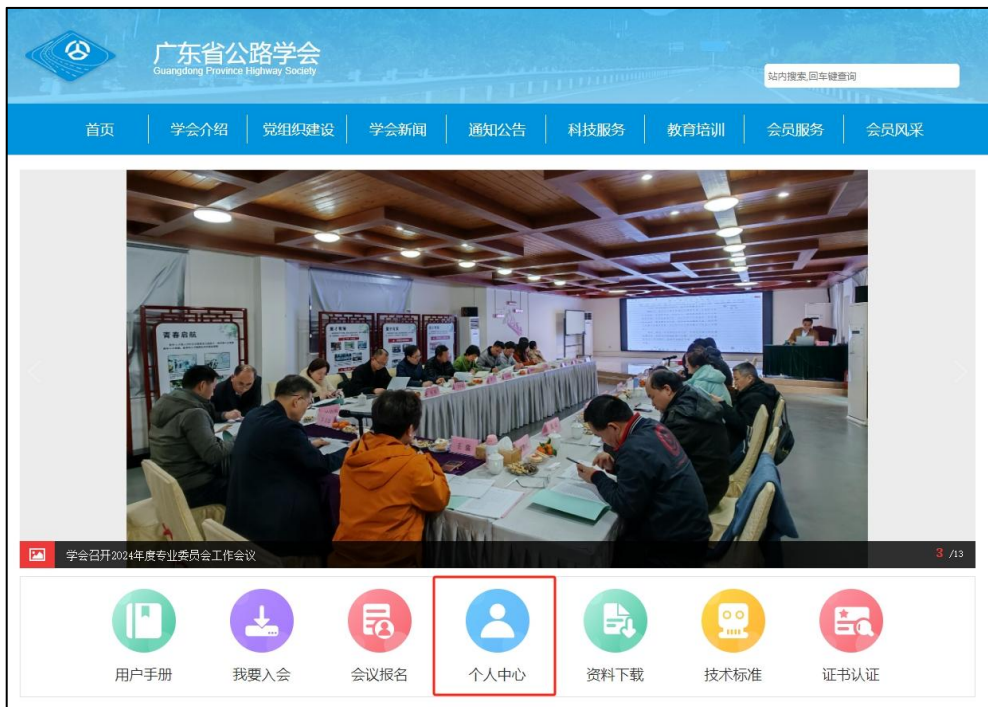 广东省公路学会
Guangdong Province Highway Society
站内搜索,回车键查询
首页 学会介绍 党组织建设 学会新闻 通知公告 科技服务 教育培训 会员服务 会员风采
青春启航
学会召开2024年度专业委员会工作会议
3 /13
用户手册 我要入会 会议报名 个人中心 资料下载 技术标准 证书认证